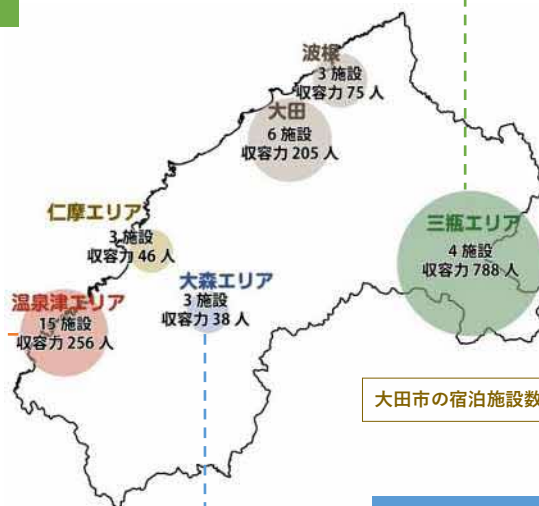 波根
3 施設
収容力 75 人
大田
6 施設
収容力 205 人
仁摩エリア
3 施設
収容力 46 人
三瓶エリア
4 施設
収容力 788 人
大森エリア
3 施設
収容力 38 人
温泉津エリア
15 施設
収容力 256 人
大田市の宿泊施設数